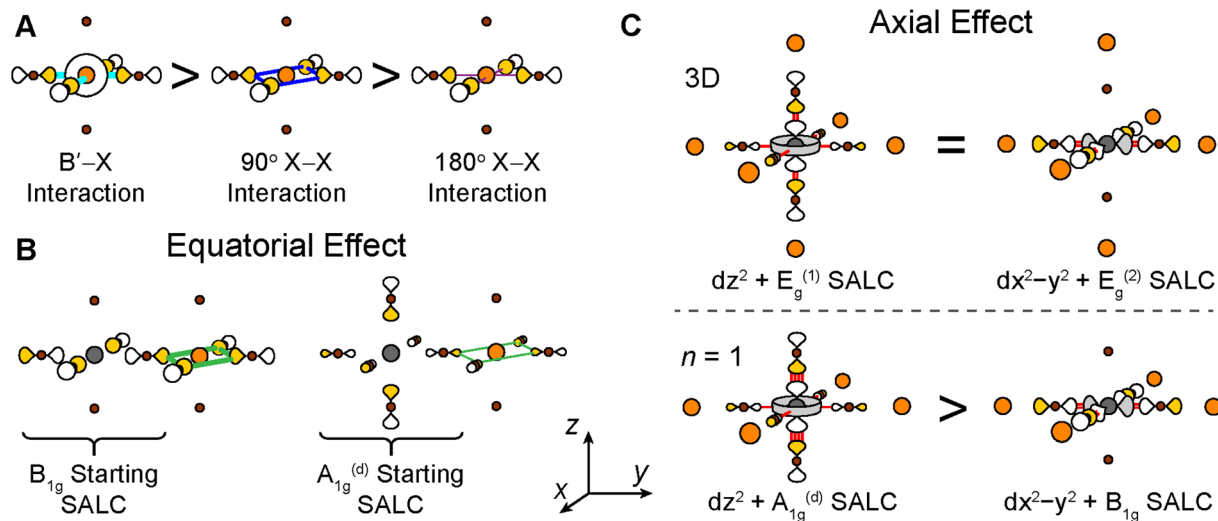 A
> >
B′–X
Interaction
90° X–X
Interaction
180° X–X
Interaction
B
Equatorial Effect
B1g Starting
SALC
A1g(d) Starting
SALC
z
y
x
C
Axial Effect
3D
=
dz² + Eg(1) SALC
dx²−y² + Eg(2) SALC
n = 1
>
dz² + A1g(d) SALC
dx²−y² + B1g SALC